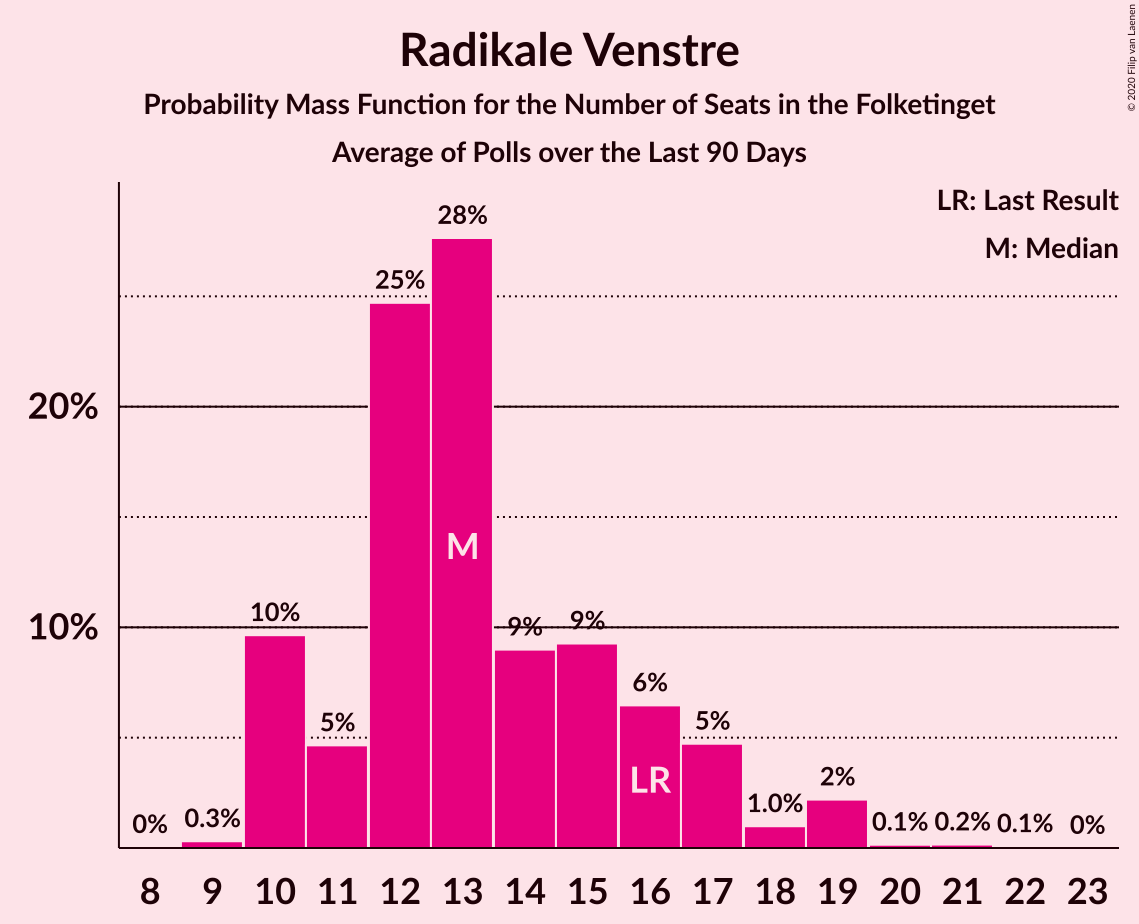 Radikale Venstre
Probability Mass Function for the Number of Seats in the Folketinget
Average of Polls over the Last 90 Days
© 2020 Filip van Laenen
LR: Last Result
M: Median
28%
25%
20%
M
10%
10%
9%
9%
6%
5%
5%
LR
2%
1.0%
0%
0.3%
0.1%
0.2%
0.1%
0%
8 9 10 11 12 13 14 15 16 17 18 19 20 21 22 23